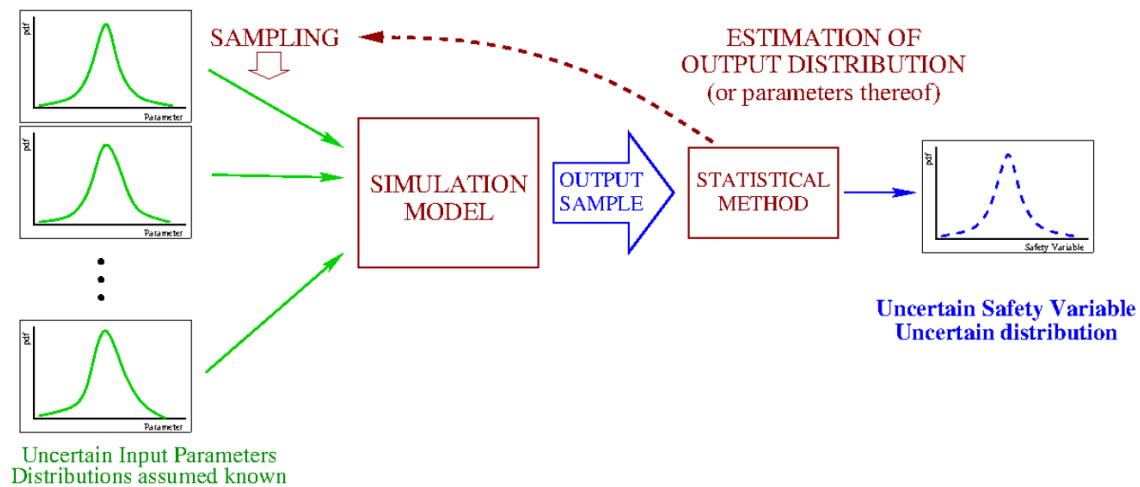 pdf
Parameter
SAMPLING
ESTIMATION OF
OUTPUT DISTRIBUTION
(or parameters thereof)
pdf
Parameter
SIMULATION
MODEL
OUTPUT
SAMPLE
STATISTICAL
METHOD
pdf
Safety Variable
Uncertain Safety Variable
Uncertain distribution
pdf
Parameter
Uncertain Input Parameters
Distributions assumed known